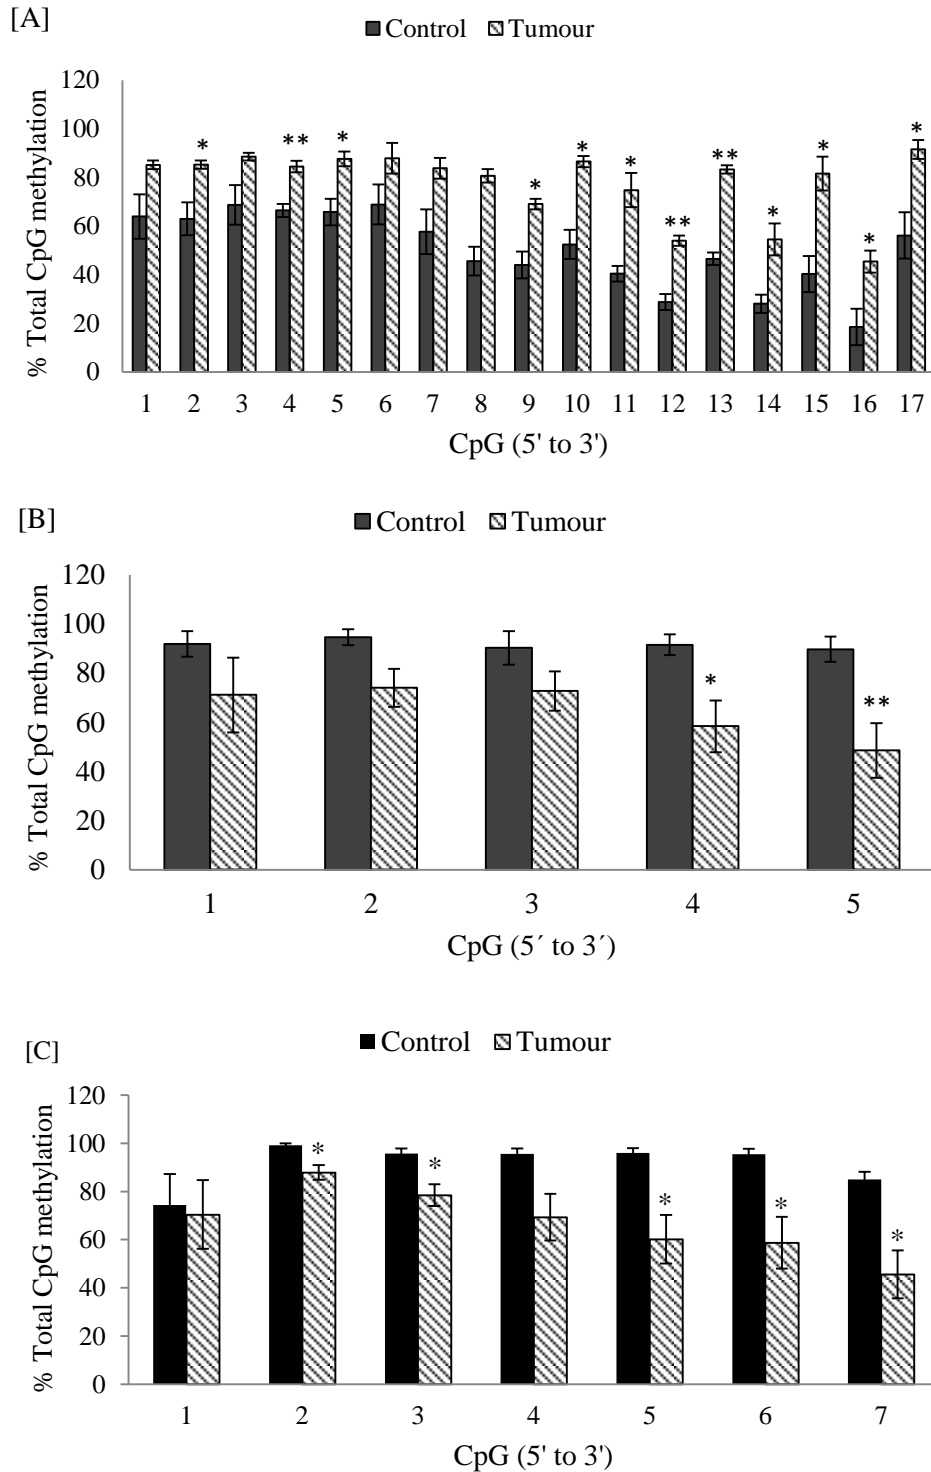 [A]
Control Tumour
120
100
80
60
40
20
0
% Total CpG methylation
* ** * * * * ** ** * * * *
1 2 3 4 5 6 7 8 9 10 11 12 13 14 15 16 17
CpG (5' to 3')
[B]
Control Tumour
120
100
80
60
40
20
0
% Total CpG methylation
* **
1 2 3 4 5
CpG (5´ to 3´)
[C]
Control Tumour
120
100
80
60
40
20
0
% Total CpG methylation
* * * * *
1 2 3 4 5 6 7
CpG (5' to 3')